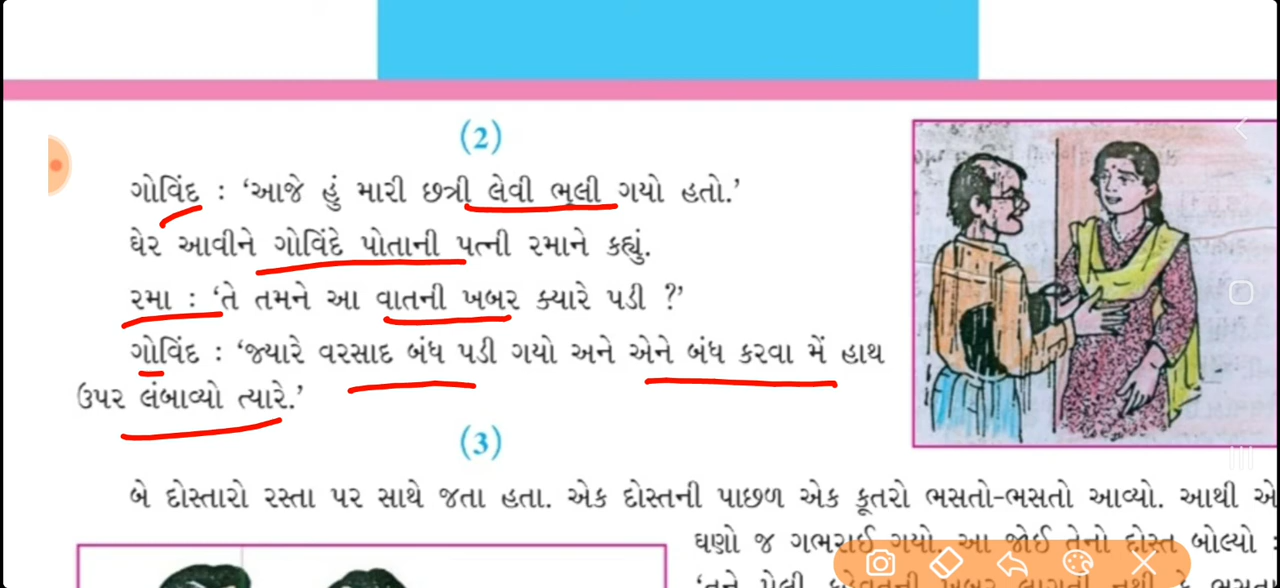 (2)
ગોવિંદ : ‘આજે હું મારી છત્રી લેવી ભૂલી ગયો હતો.’
ઘેર આવીને ગોવિંદે પોતાની પત્ની રમાને કહ્યું.
રમા : ‘તે તમને આ વાતની ખબર ક્યારે પડી ?’
ગોવિંદ : ‘જ્યારે વરસાદ બંધ પડી ગયો અને એને બંધ કરવા મેં હાથ
ઉપર લંબાવ્યો ત્યારે.’
(3)
બે દોસ્તારો રસ્તા પર સાથે જતા હતા. એક દોસ્તની પાછળ એક કૂતરો ભસતો-ભસતો આવ્યો. આથી એ
ઘણો જ ગભરાઈ ગયો. આ જોઈ તેનો દોસ્ત બોલ્યો :